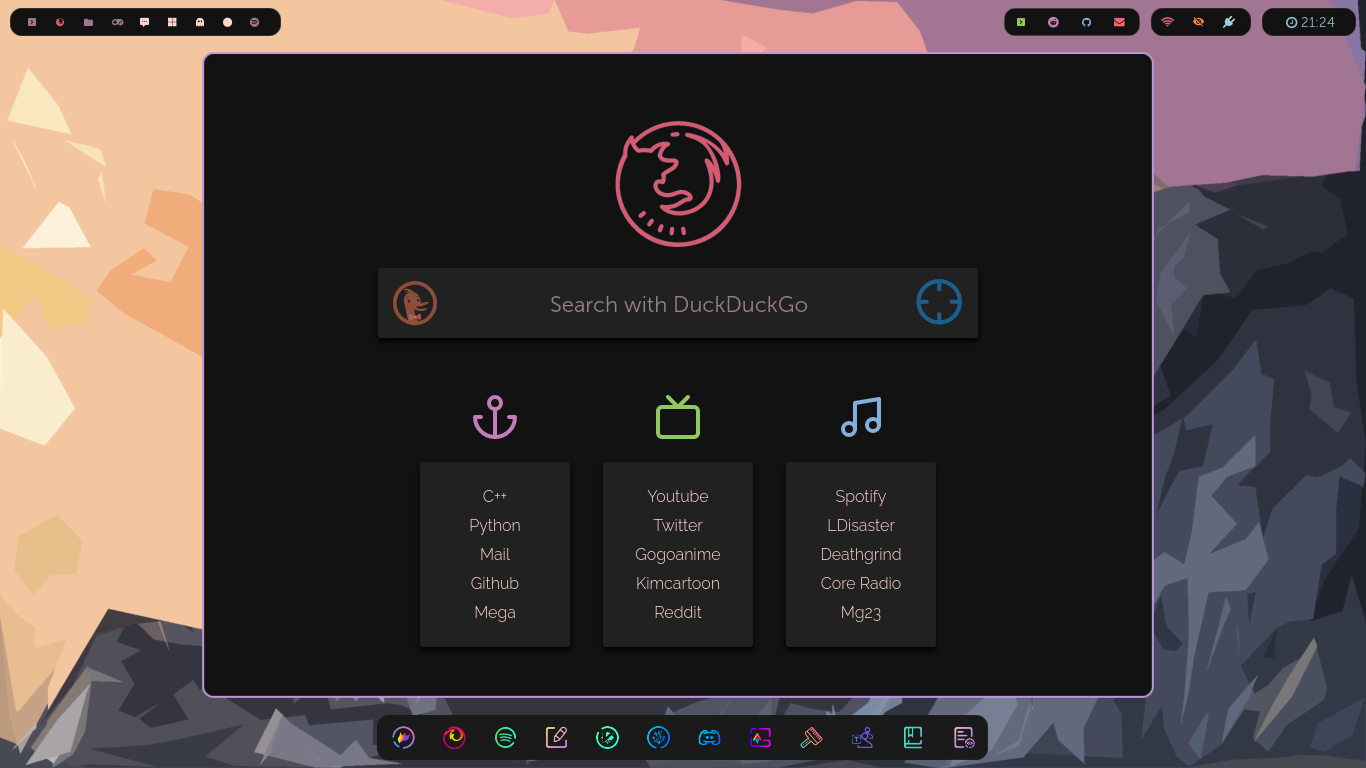 21:24
Search with DuckDuckGo
C++
Python
Mail
Github
Mega
Youtube
Twitter
Gogoanime
Kimcartoon
Reddit
Spotify
LDisaster
Deathgrind
Core Radio
Mg23